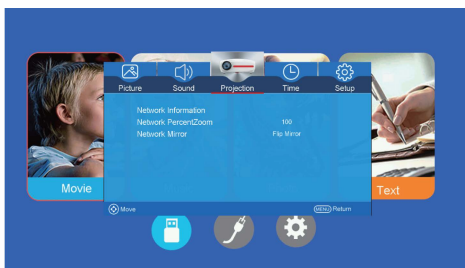 Picture Sound Projection Time Setup
Network Information
Network PercentZoom 100
Network Mirror Flip Mirror
Movie Text
Move MENU Return